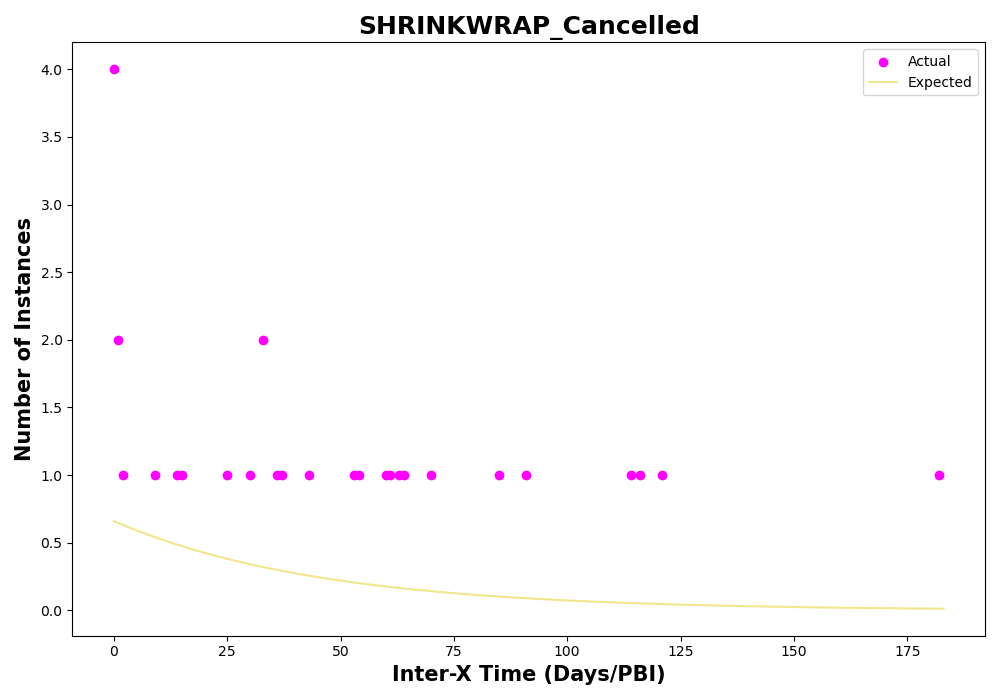 SHRINKWRAP_Cancelled
Actual
Expected
Number of Instances
4.0
3.5
3.0
2.5
2.0
1.5
1.0
0.5
0.0
0 25 50 75 100 125 150 175
Inter-X Time (Days/PBI)